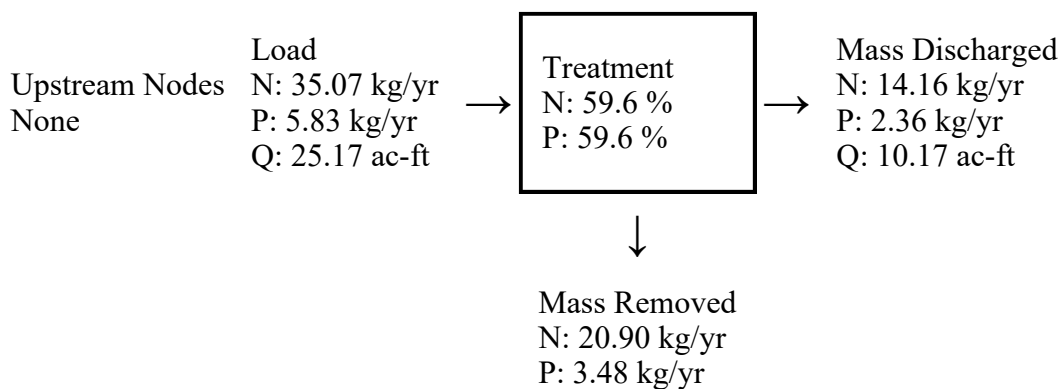 Upstream Nodes
None
Load
N: 35.07 kg/yr
P: 5.83 kg/yr
Q: 25.17 ac-ft
→
Treatment
N: 59.6 %
P: 59.6 %
→
Mass Discharged
N: 14.16 kg/yr
P: 2.36 kg/yr
Q: 10.17 ac-ft
↓
Mass Removed
N: 20.90 kg/yr
P: 3.48 kg/yr